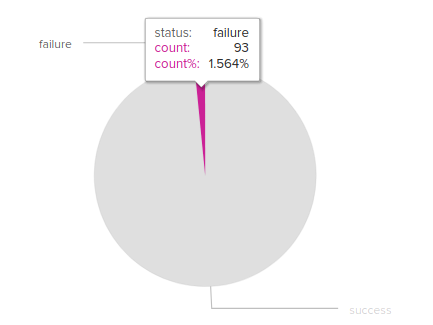 failure
status: failure
count: 93
count%: 1.564%
success